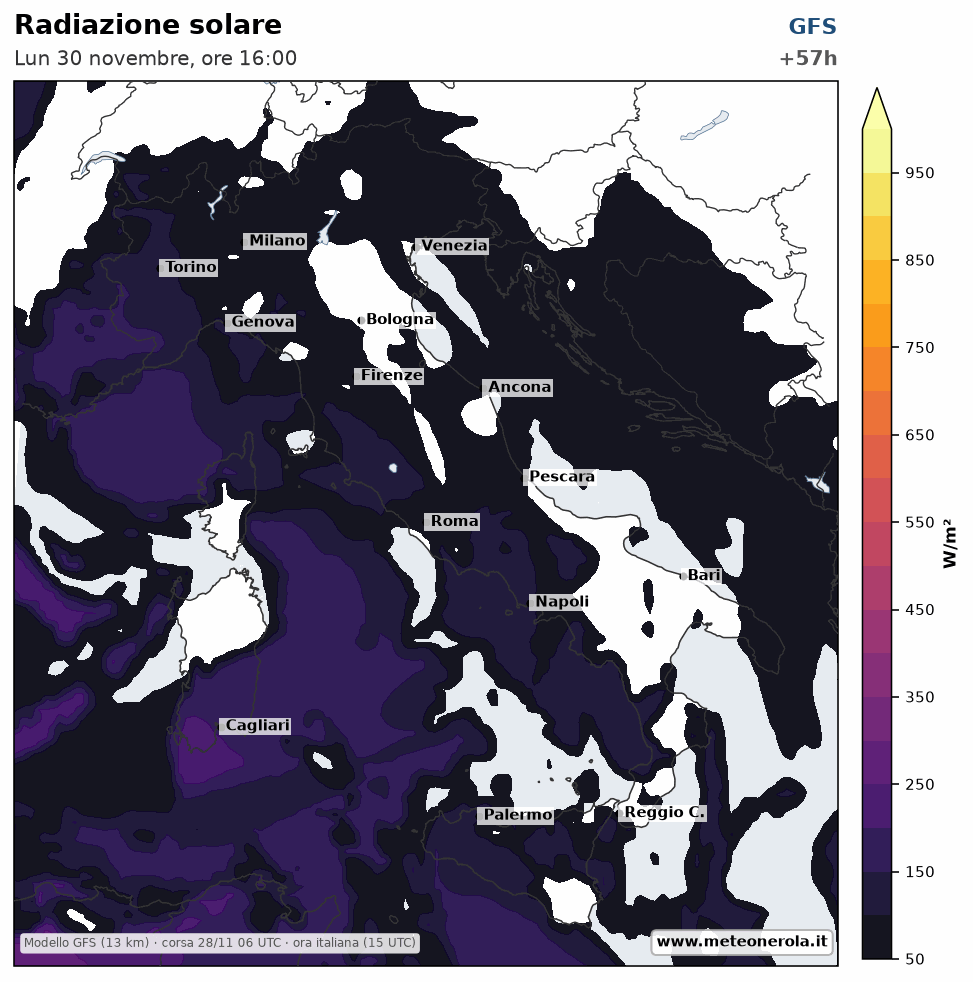 Radiazione solare
GFS
Lun 30 novembre, ore 16:00
+57h
Milano
Venezia
Torino
Genova
Bologna
Firenze
Ancona
Pescara
Roma
Bari
Napoli
Cagliari
Palermo
Reggio C.
950
850
750
650
550
450
350
250
150
50
W/m²
Modello GFS (13 km) · corsa 28/11 06 UTC · ora italiana (15 UTC)
www.meteonerola.it